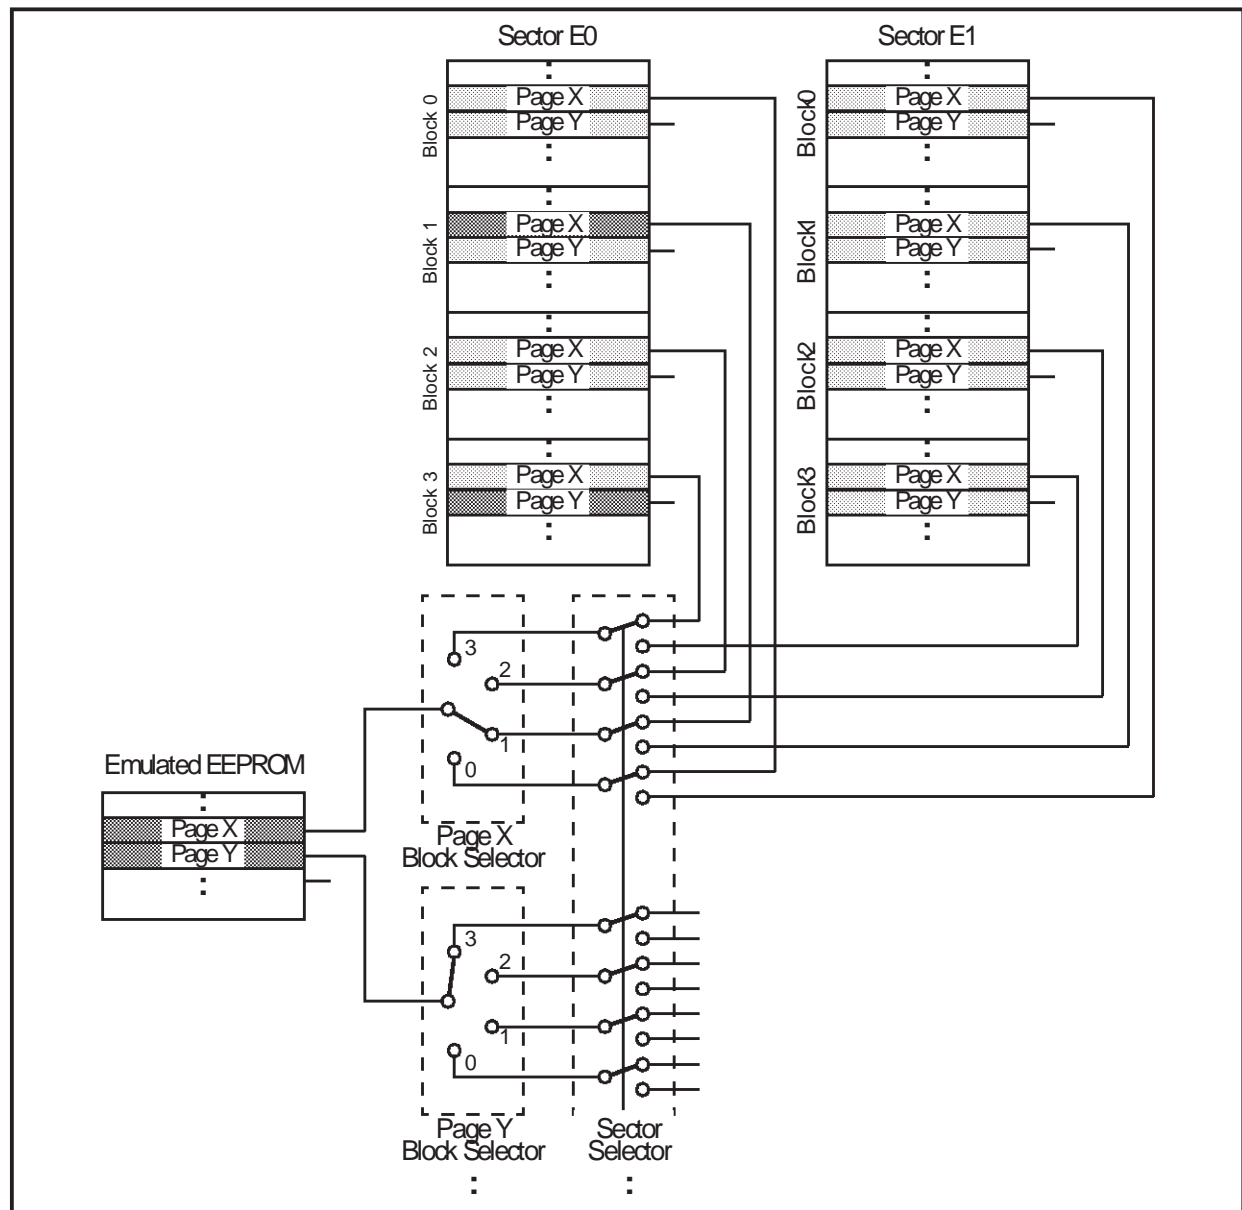 Sector E0
Block 0
Page X
Page Y
Block 1
Page X
Page Y
Block 2
Page X
Page Y
Block 3
Page X
Page Y
Sector E1
Block0
Page X
Page Y
Block1
Page X
Page Y
Block2
Page X
Page Y
Block3
Page X
Page Y
3
2
1
0
Page X
Block Selector
Emulated EEPROM
Page X
Page Y
3
2
1
0
Page Y
Block Selector
Sector
Selector